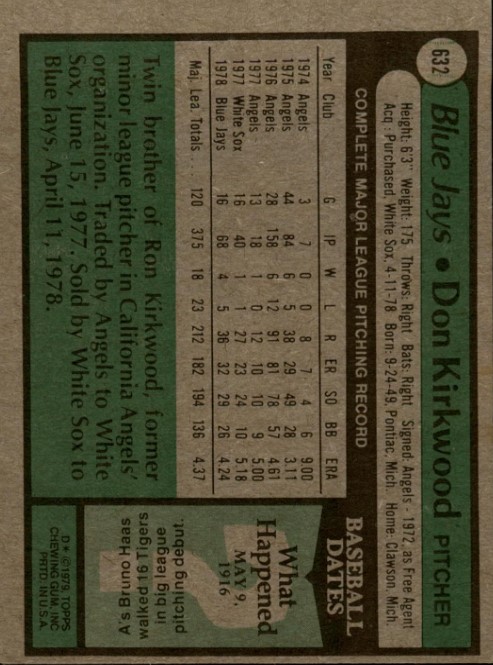 632
Blue Jays • Don Kirkwood PITCHER
Height: 6'3" Weight: 175 Throws: Right Bats: Right Signed: Angels - 1972, as Free Agent
Acq: Purchased, White Sox, 4-11-78 Born: 9-24-49, Pontiac, Mich. Home: Clawson, Mich
COMPLETE MAJOR LEAGUE PITCHING RECORD
Year Club G IP W L R ER SO BB ERA
1974 Angels 3 7 0 0 8 7 4 6 9.00
1975 Angels 44 84 6 5 38 29 49 28 3.11
1976 Angels 28 158 6 12 91 81 78 57 4.61
1977 Angels 13 18 1 0 12 10 10 9 5.00
1977 White Sox 16 40 1 1 27 23 24 10 5.18
1978 Blue Jays 16 68 4 5 36 32 29 26 4.24
Maj. Lea. Totals 120 375 18 23 212 182 194 136 4.37
Twin brother of Ron Kirkwood, former
minor league pitcher in California Angels'
organization. Traded by Angels to White
Sox, June 15, 1977. Sold by White Sox to
Blue Jays, April 11, 1978.
BASEBALL
DATES
What
Happened
MAY 9,
1916
A's Bruno Haas
walked 16 Tigers
in big league
pitching debut.
D* ©1979, TOPPS
CHEWING GUM, INC
PRTD. IN U.S.A.